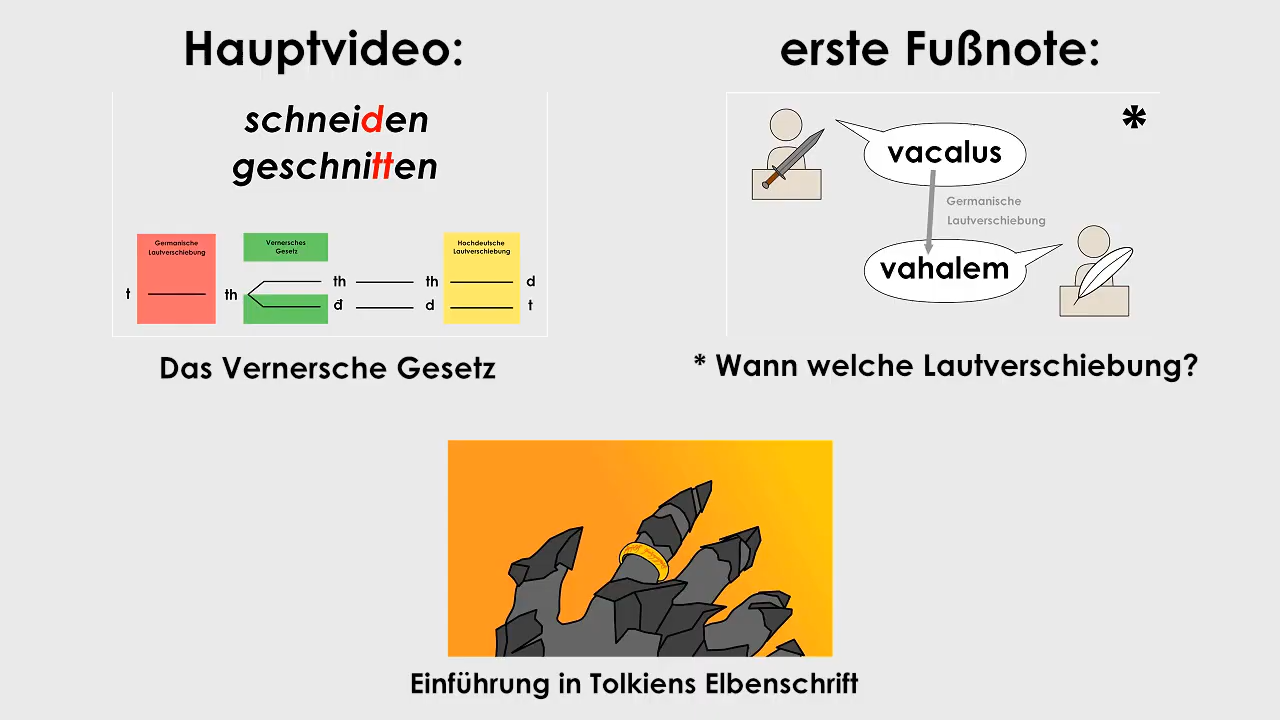 Hauptvideo:
schneiden
geschnitten
Germanische
Lautverschiebung
Vernersches
Gesetz
Hochdeutsche
Lautverschiebung
t
th
th
th
d
đ
d
t
Das Vernersche Gesetz
erste Fußnote:
*
vacalus
Germanische
Lautverschiebung
vahalem
* Wann welche Lautverschiebung?
Einführung in Tolkiens Elbenschrift